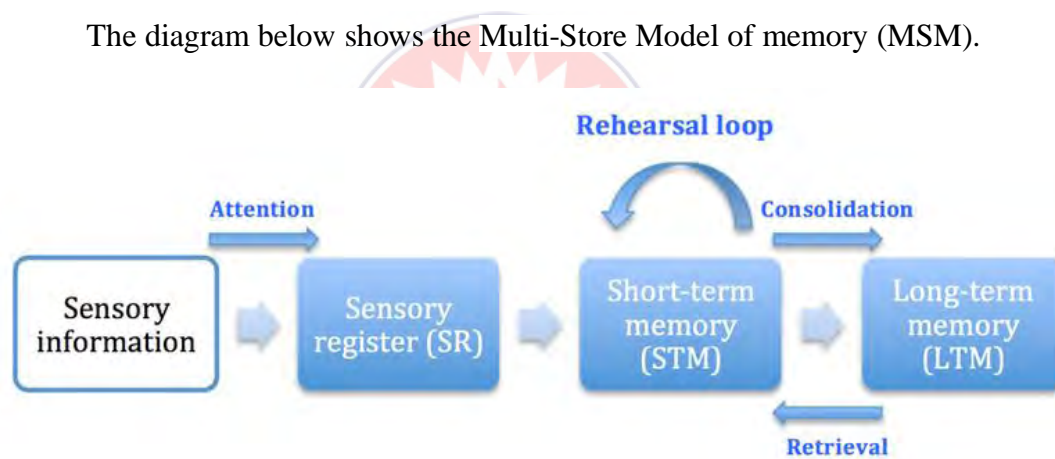 The diagram below shows the Multi-Store Model of memory (MSM).
Rehearsal loop
Attention
Consolidation
Sensory
information
Sensory
register (SR)
Short-term
memory
(STM)
Long-term
memory
(LTM)
Retrieval